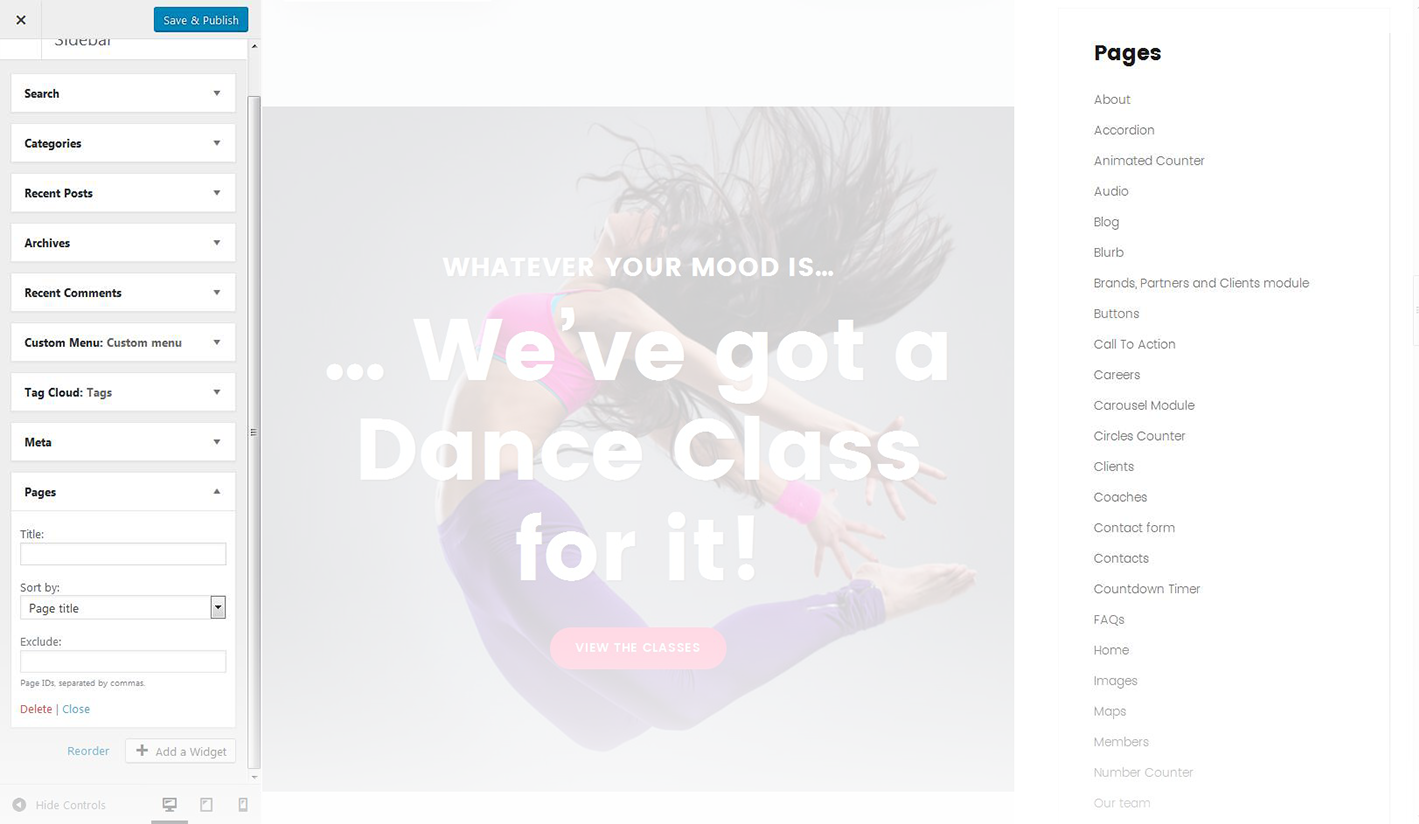 Save & Publish
Sidebar
Search
Categories
Recent Posts
Archives
Recent Comments
Custom Menu: Custom menu
Tag Cloud: Tags
Meta
Pages
Title:
Sort by:
Page title
Exclude:
Page IDs, separated by commas.
Delete | Close
Reorder
Add a Widget
Hide Controls
WHATEVER YOUR MOOD IS...
... We’ve got a
Dance Class
for it!
VIEW THE CLASSES
Pages
About
Accordion
Animated Counter
Audio
Blog
Blurb
Brands, Partners and Clients module
Buttons
Call To Action
Careers
Carousel Module
Circles Counter
Clients
Coaches
Contact form
Contacts
Countdown Timer
FAQs
Home
Images
Maps
Members
Number Counter
Our team